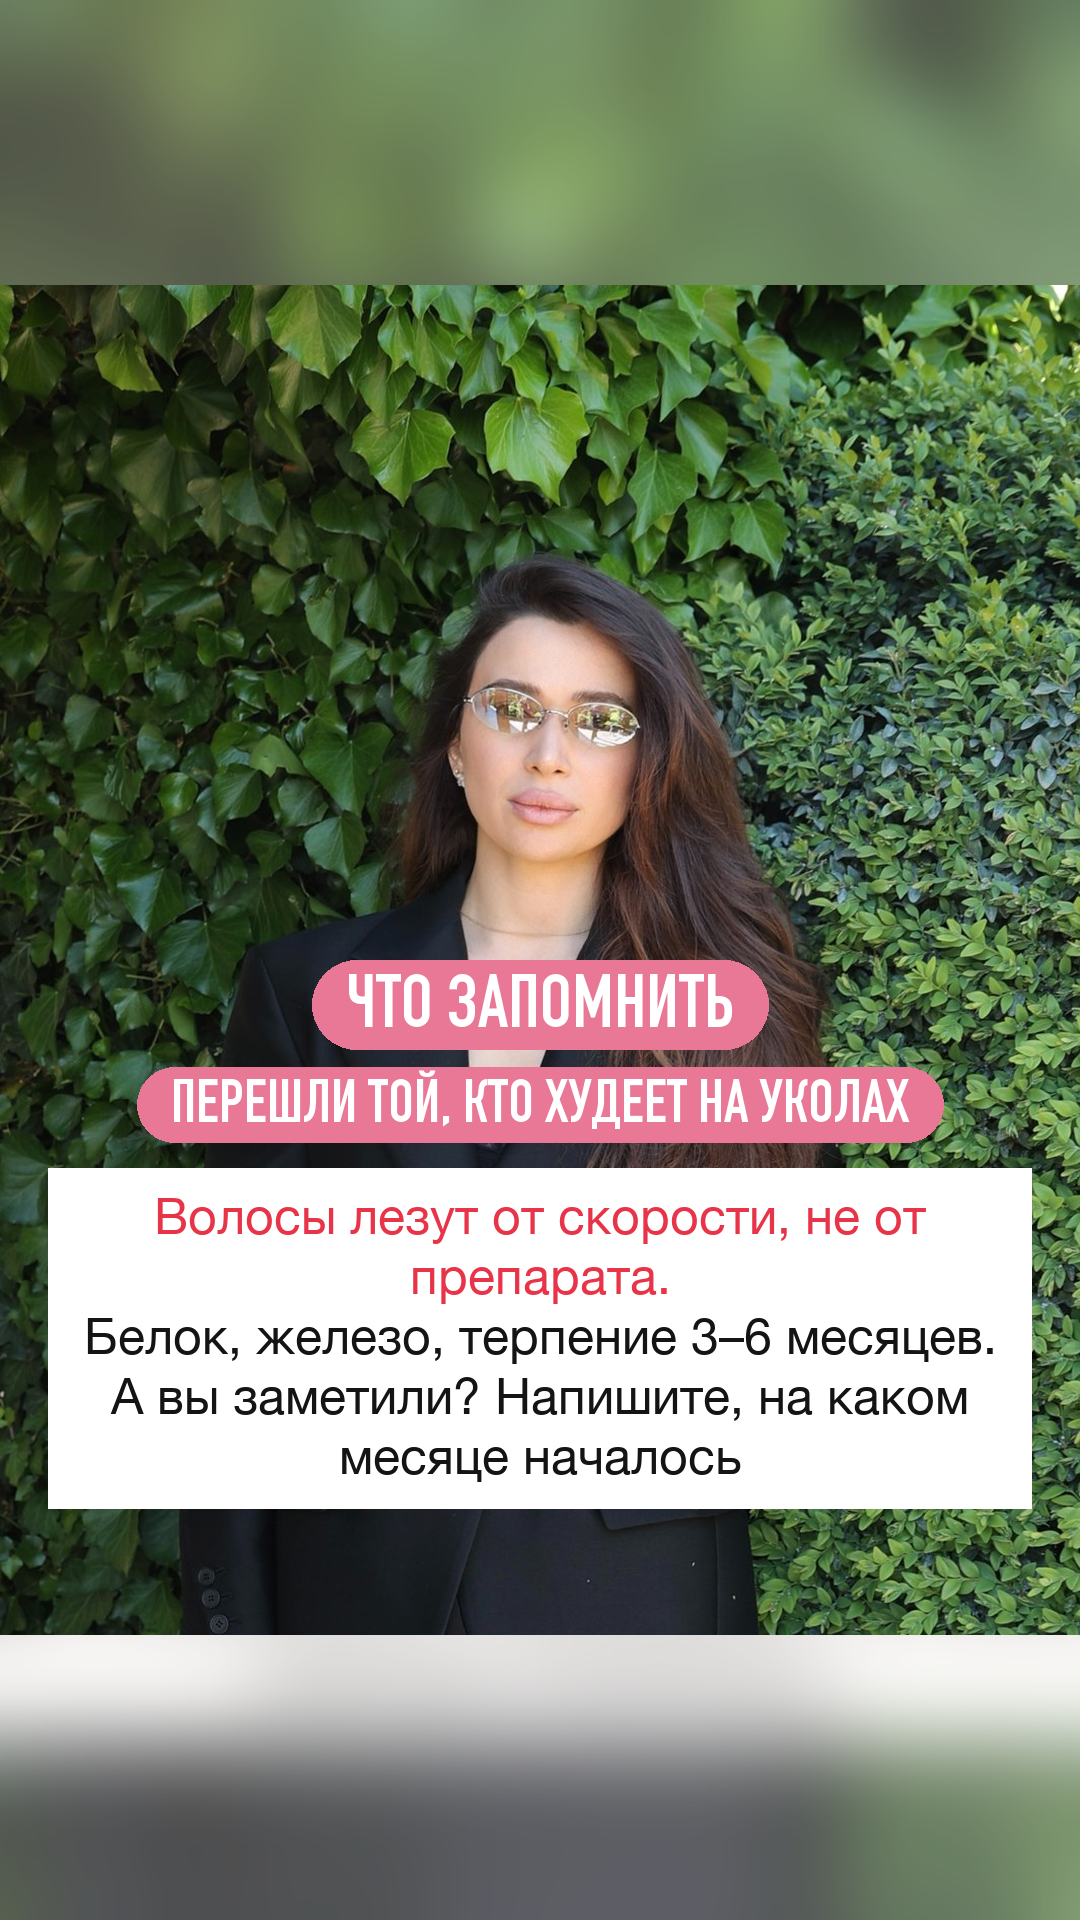 ЧТО ЗАПОМНИТЬ
ПЕРЕШЛИ ТОЙ, КТО ХУДЕЕТ НА УКОЛАХ
Волосы лезут от скорости, не от
препарата.
Белок, железо, терпение 3–6 месяцев.
А вы заметили? Напишите, на каком
месяце началось